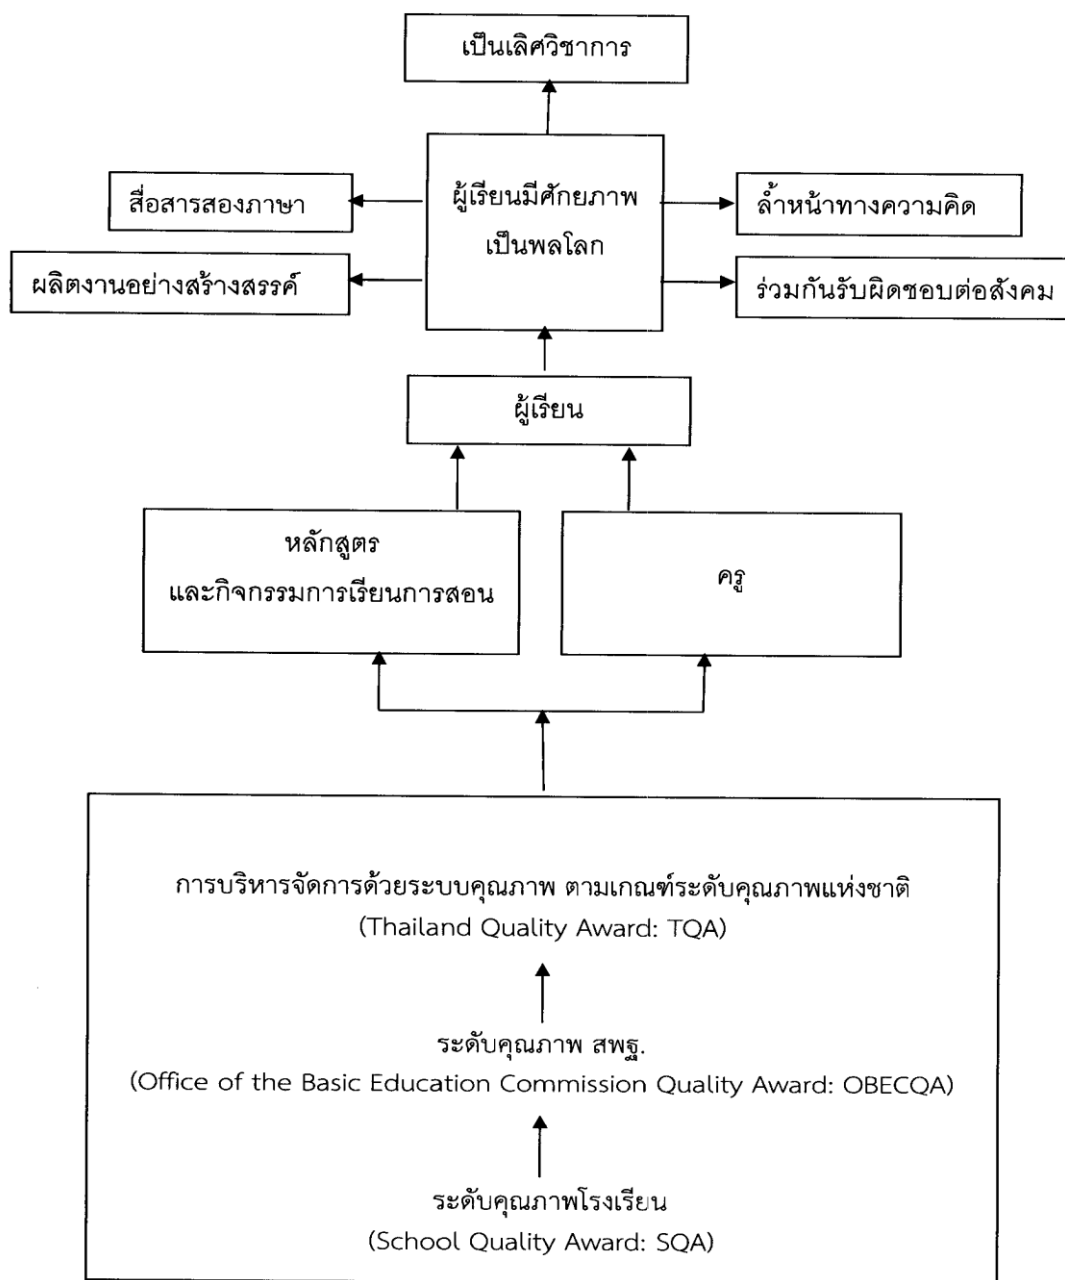 เป็นเลิศวิชาการ
ผู้เรียนมีศักยภาพ
เป็นพลโลก
สื่อสารสองภาษา
ผลิตงานอย่างสร้างสรรค์
ล้ำหน้าทางความคิด
ร่วมกันรับผิดชอบต่อสังคม
ผู้เรียน
หลักสูตร
และกิจกรรมการเรียนการสอน
ครู
การบริหารจัดการด้วยระบบคุณภาพ ตามเกณฑ์ระดับคุณภาพแห่งชาติ
(Thailand Quality Award: TQA)
ระดับคุณภาพ สพฐ.
(Office of the Basic Education Commission Quality Award: OBECQA)
ระดับคุณภาพโรงเรียน
(School Quality Award: SQA)